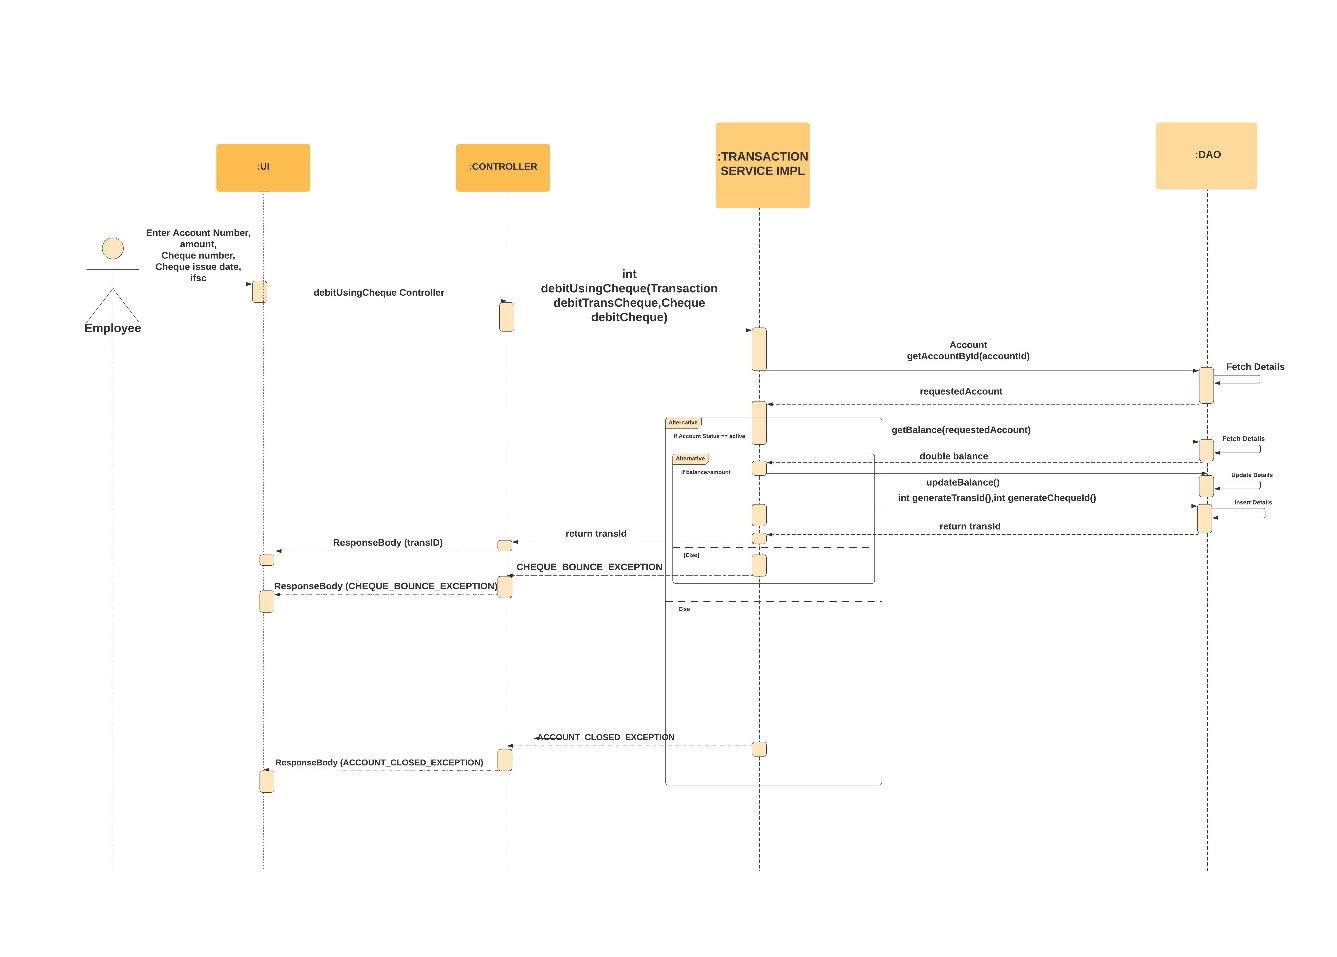 :UI
:CONTROLLER
:TRANSACTION
SERVICE IMPL
:DAO
Enter Account Number,
amount,
Cheque number,
Cheque issue date,
ifsc
Employee
debitUsingCheque Controller
int
debitUsingCheque(Transaction
debitTransCheque,Cheque
debitCheque)
Account
getAccountById(accountId)
Fetch Details
requestedAccount
Alternative
If Account Status == active
getBalance(requestedAccount)
Fetch Details
double balance
Alternative
If balance>amount
updateBalance()
Update Details
int generateTransId(),int generateChequeId()
Insert Details
return transId
return transId
ResponseBody (transID)
[Else]
CHEQUE_BOUNCE_EXCEPTION
ResponseBody (CHEQUE_BOUNCE_EXCEPTION)
Else
ACCOUNT_CLOSED_EXCEPTION
ResponseBody (ACCOUNT_CLOSED_EXCEPTION)